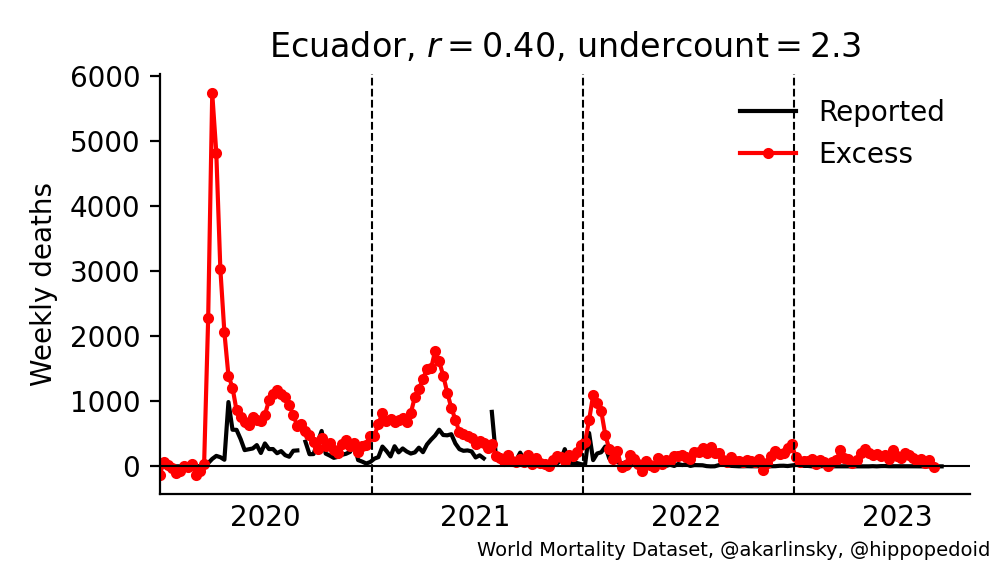 Ecuador, r = 0.40, undercount = 2.3
Weekly deaths
6000
5000
4000
3000
2000
1000
0
Reported
Excess
2020 2021 2022 2023
World Mortality Dataset, @akarlinsky, @hippopedoid